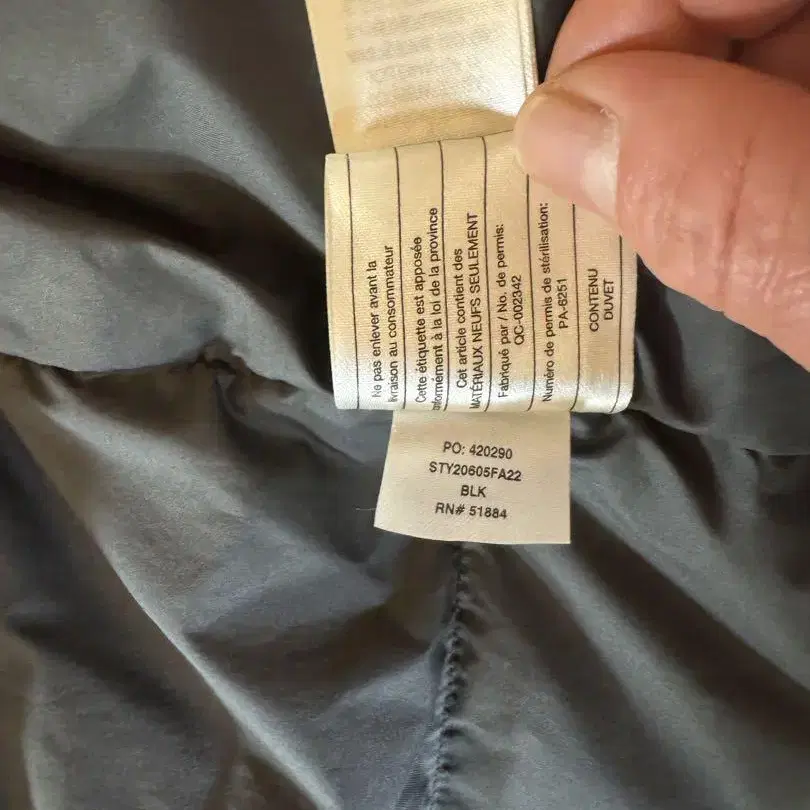 Ne pas enlever avant la
livraison au consommateur
Cette étiquette est apposée
conformément à la loi de la province
Cet article contient des
MATÉRIAUX NEUFS SEULEMENT
Fabriqué par / No. de permis:
QC-002342
Numéro de permis de stérilisation:
PA-6251
CONTENU
DUVET
PO: 420290
STY20605FA22
BLK
RN# 51884